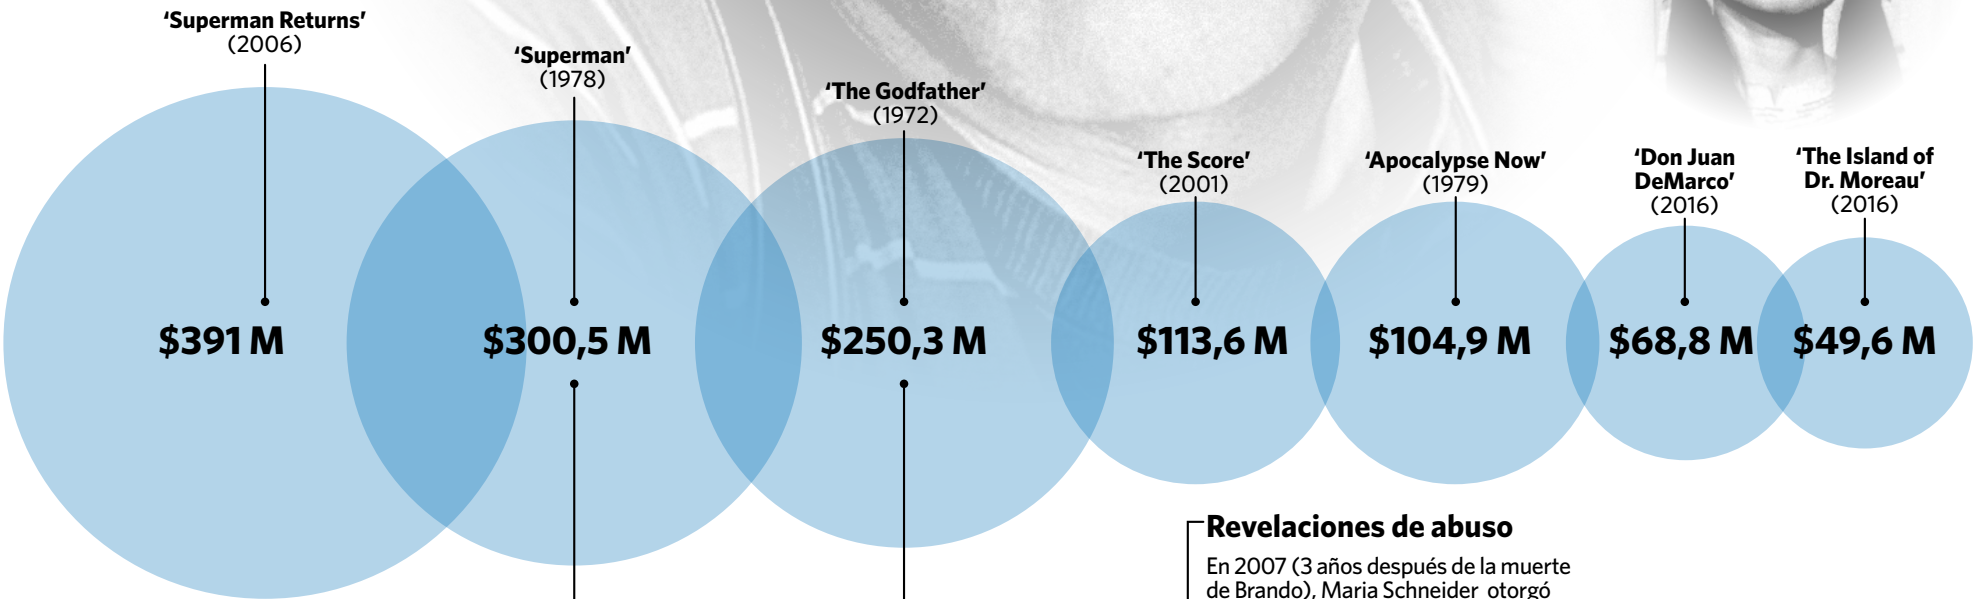 ‘Superman Returns’
(2006)
‘Superman’
(1978)
‘The Godfather’
(1972)
‘The Score’
(2001)
‘Apocalypse Now’
(1979)
‘Don Juan
DeMarco’
(2016)
‘The Island of
Dr. Moreau’
(2016)
$391 M
$300,5 M
$250,3 M
$113,6 M
$104,9 M
$68,8 M
$49,6 M
Revelaciones de abuso
En 2007 (3 años después de la muerte
de Brando), Maria Schneider otorgó